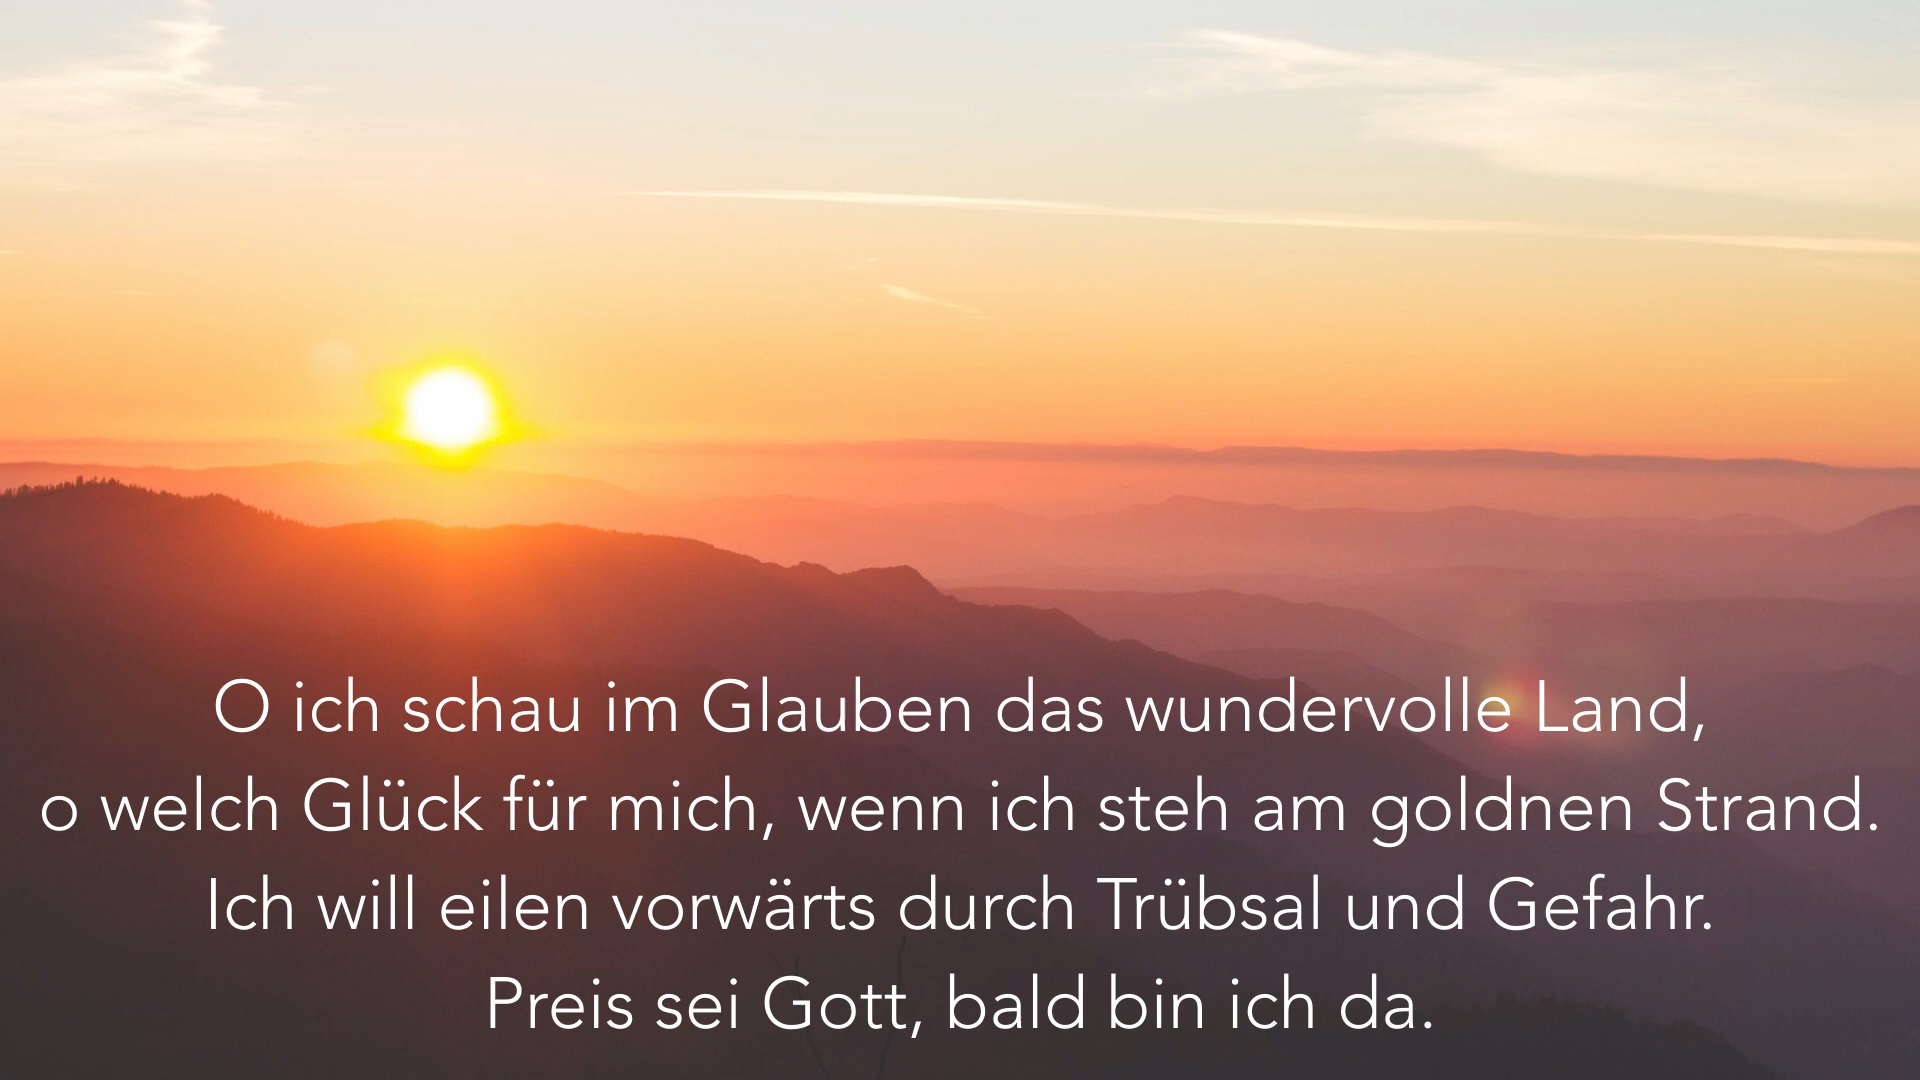 O ich schau im Glauben das wundervolle Land,
o welch Glück für mich, wenn ich steh am goldnen Strand.
Ich will eilen vorwärts durch Trübsal und Gefahr.
Preis sei Gott, bald bin ich da.